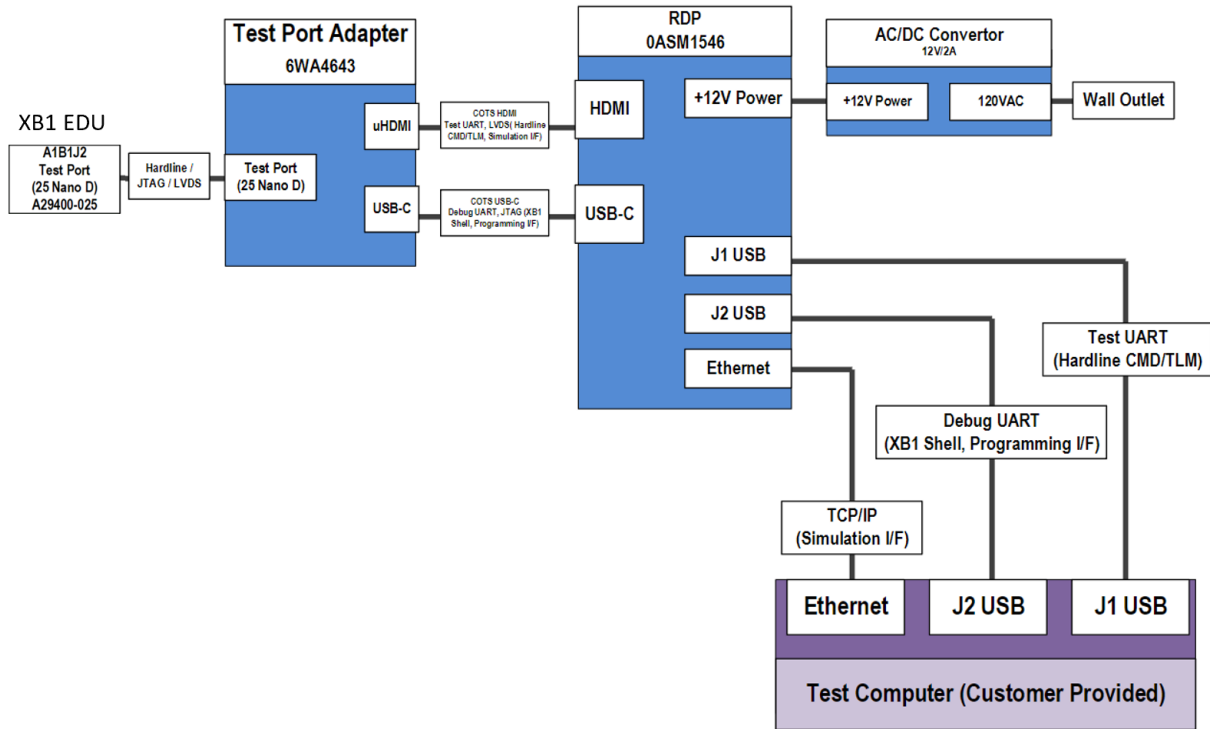 Test Port Adapter
6WA4643
RDP
0ASM1546
AC/DC Convertor
12V/2A
+12V Power
+12V Power
120VAC
Wall Outlet
uHDMI
COTS HDMI
Test UART, LVDS( Hardline
CMD/TLM, Simulation I/F)
HDMI
XB1 EDU
A1B1J2
Test Port
(25 Nano D)
A29400-025
Hardline /
JTAG / LVDS
Test Port
(25 Nano D)
USB-C
COTS USB-C
Debug UART, JTAG (XB1
Shell, Programming I/F)
USB-C
J1 USB
J2 USB
Ethernet
Test UART
(Hardline CMD/TLM)
Debug UART
(XB1 Shell, Programming I/F)
TCP/IP
(Simulation I/F)
Ethernet
J2 USB
J1 USB
Test Computer (Customer Provided)